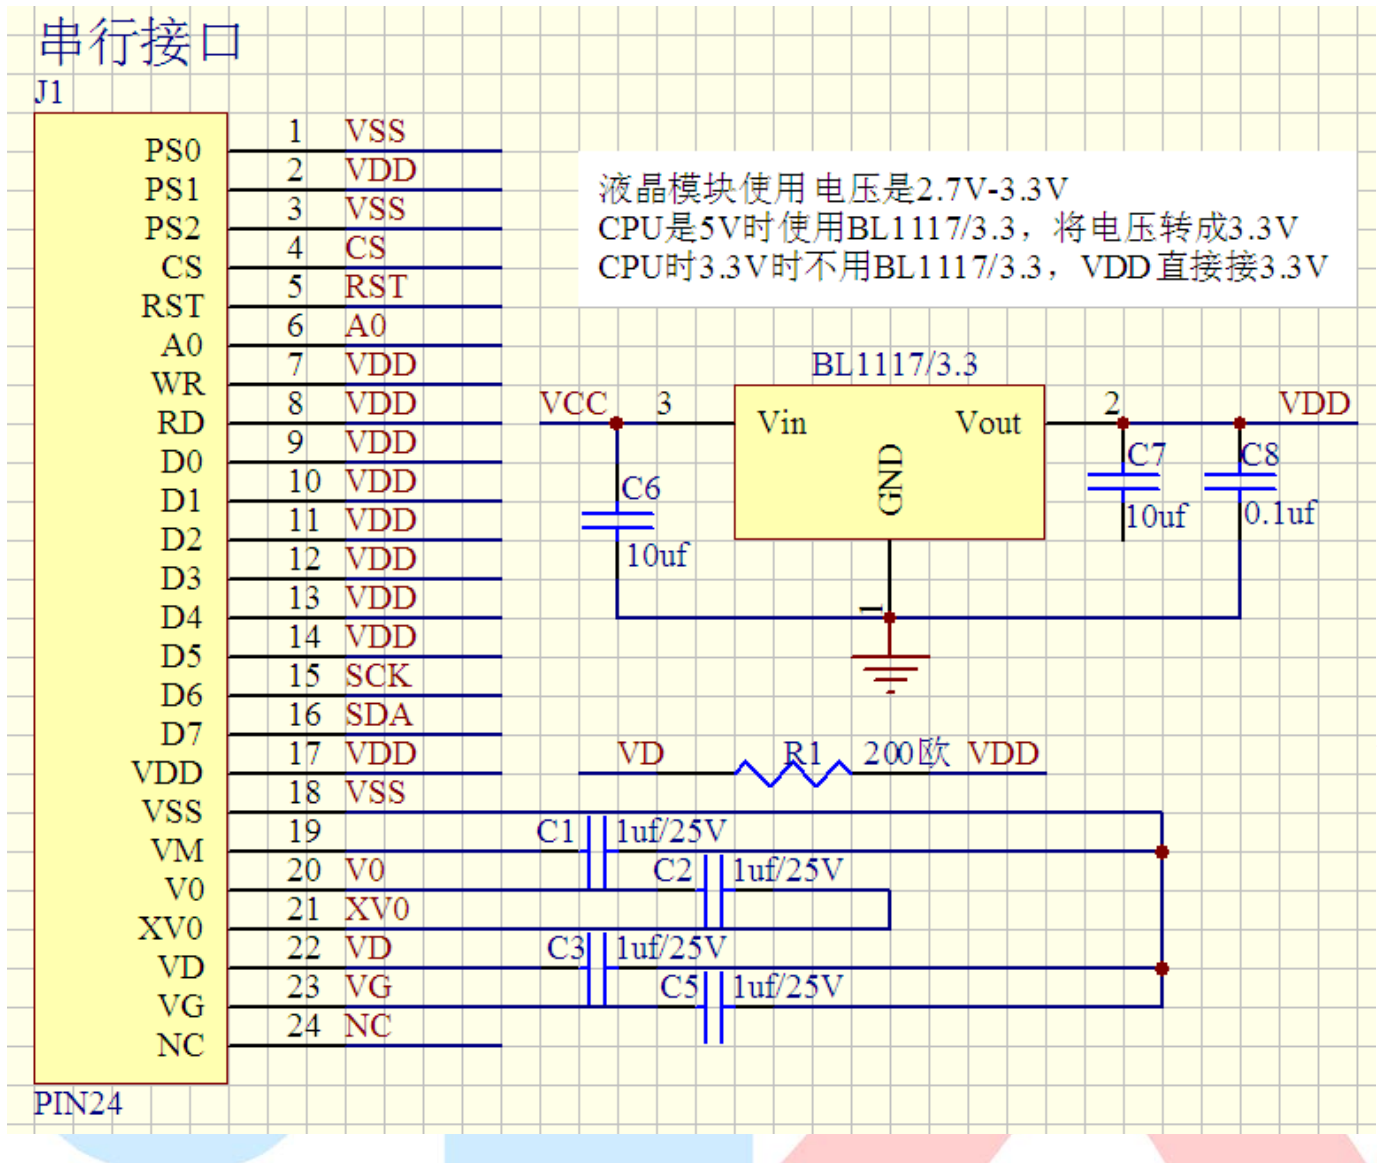 串行接口
J1
PS0 1 VSS
PS1 2 VDD
PS2 3 VSS
CS 4 CS
RST 5 RST
A0 6 A0
WR 7 VDD
RD 8 VDD
D0 9 VDD
D1 10 VDD
D2 11 VDD
D3 12 VDD
D4 13 VDD
D5 14 VDD
D6 15 SCK
D7 16 SDA
VDD 17 VDD
VSS 18 VSS
VM 19
V0 20 V0
XV0 21 XV0
VD 22 VD
VG 23 VG
NC 24 NC
PIN24
液晶模块使用电压是2.7V-3.3V
CPU是5V时使用BL1117/3.3，将电压转成3.3V
CPU时3.3V时不用BL1117/3.3，VDD直接接3.3V
BL1117/3.3
VCC 3 Vin Vout 2 VDD
GND
1
C6
10uf
C7
10uf
C8
0.1uf
VD R1 200欧 VDD
C1 1uf/25V
C2 1uf/25V
C3 1uf/25V
C5 1uf/25V